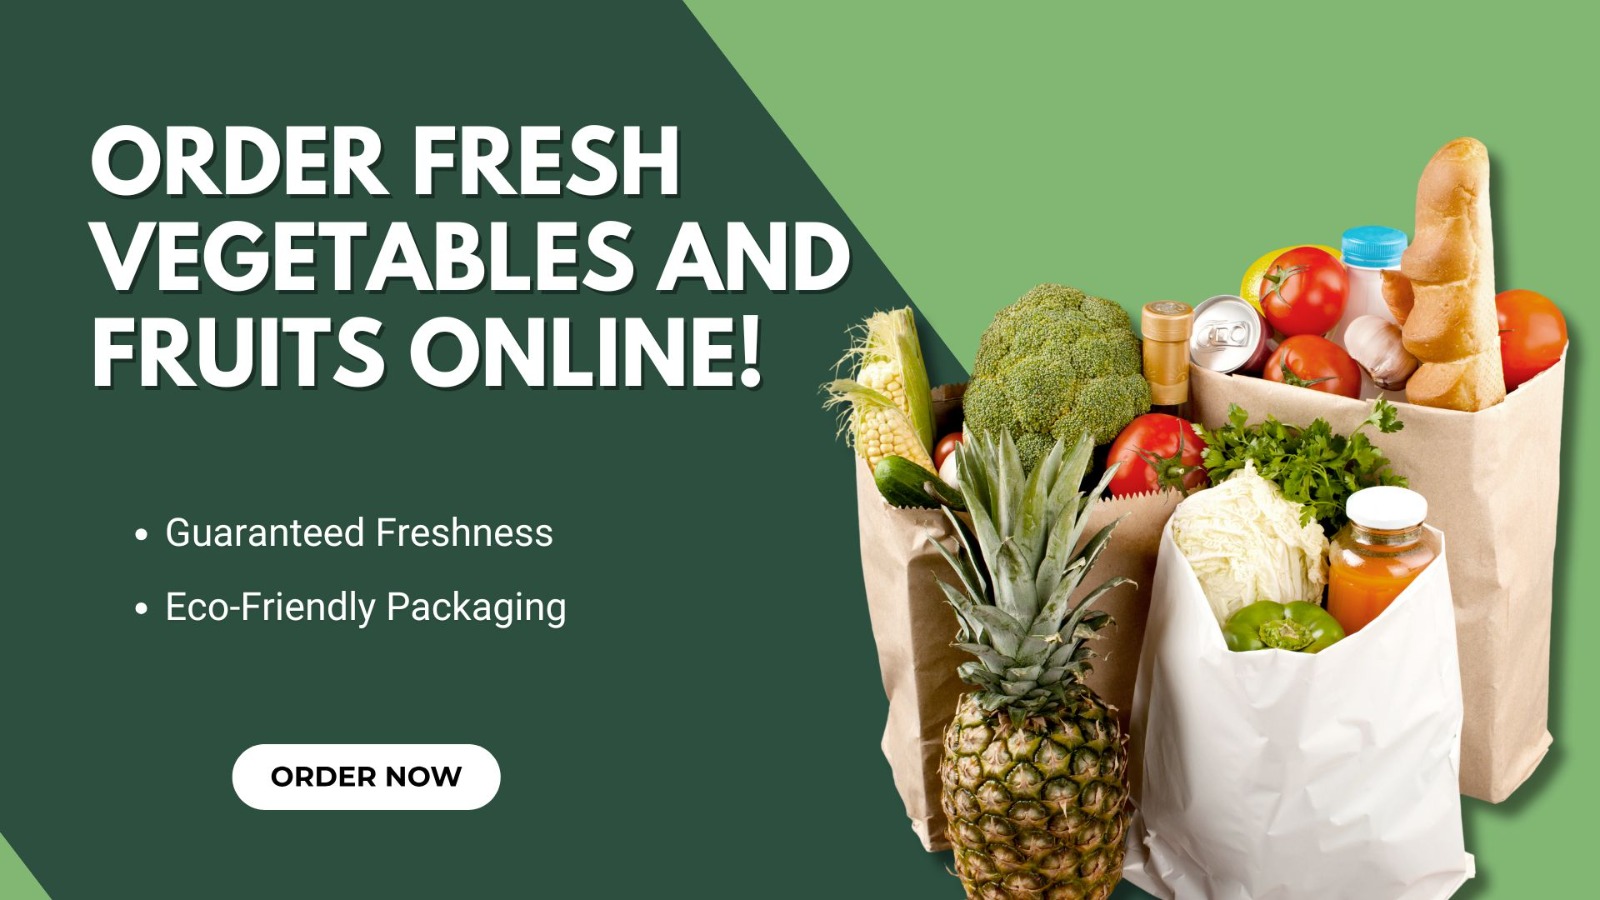 ORDER FRESH
VEGETABLES AND
FRUITS ONLINE!
• Guaranteed Freshness
• Eco-Friendly Packaging
ORDER NOW